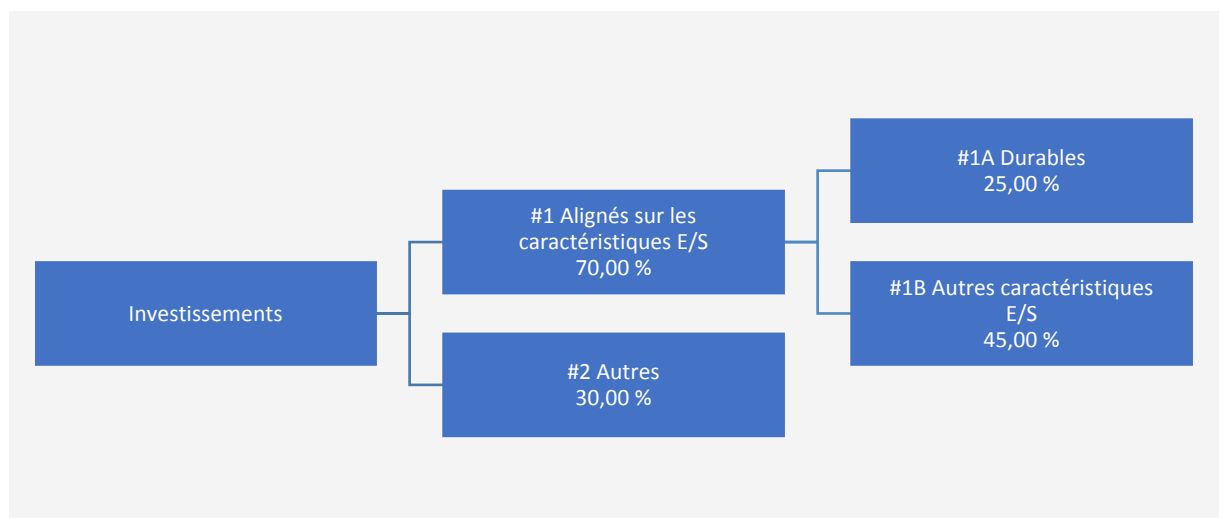 Investissements
#1 Alignés sur les
caractéristiques E/S
70,00 %
#2 Autres
30,00 %
#1A Durables
25,00 %
#1B Autres caractéristiques
E/S
45,00 %